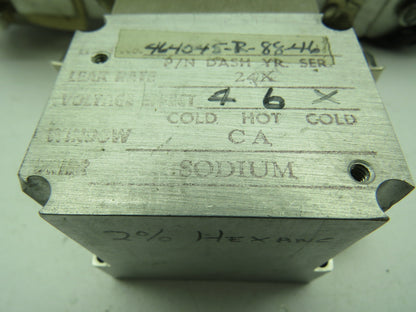 464045-R-88-46
P/N DASH YR. SER.
LEAK RATE 24X
VOLTAGE 4 6 X
COLD HOT COLD
WINDOW CA
SODIUM
2% HEXANE